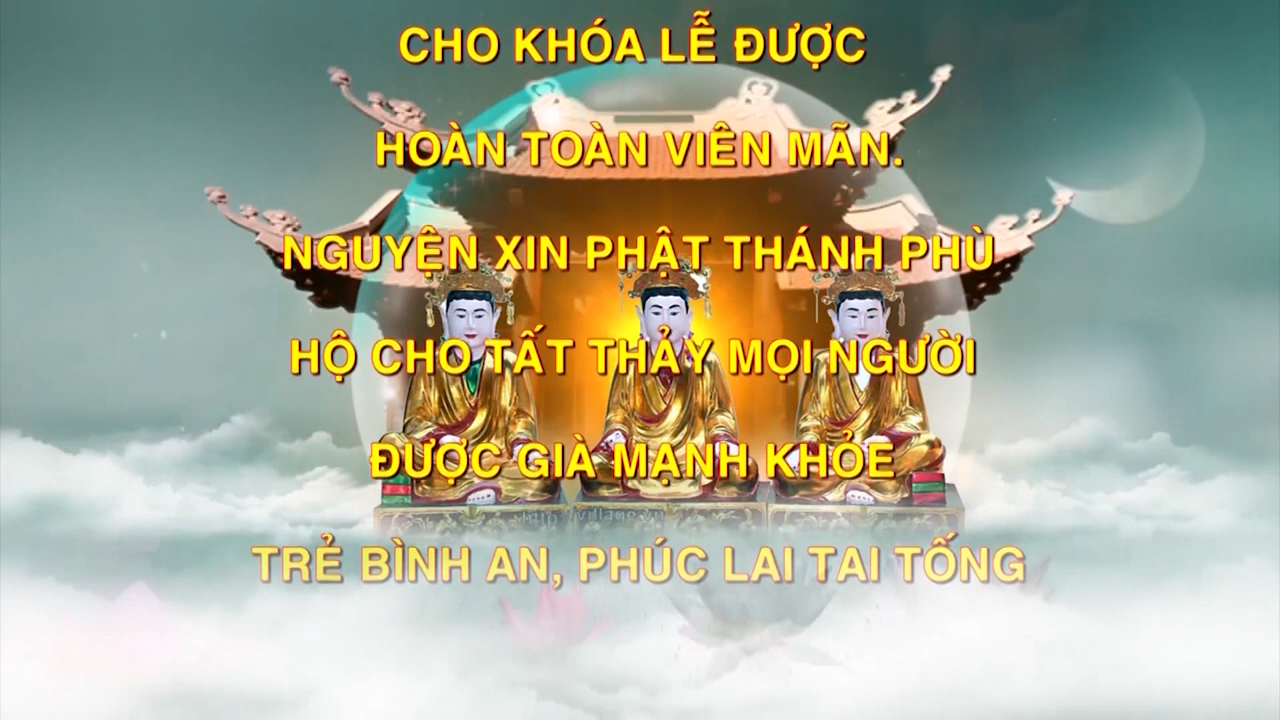 CHO KHÓA LỄ ĐƯỢC
HOÀN TOÀN VIÊN MÃN.
NGUYỆN XIN PHẬT THÁNH PHÙ
HỘ CHO TẤT THẢY MỌI NGƯỜI
ĐƯỢC GIÀ MẠNH KHỎE
TRẺ BÌNH AN, PHÚC LAI TAI TỐNG